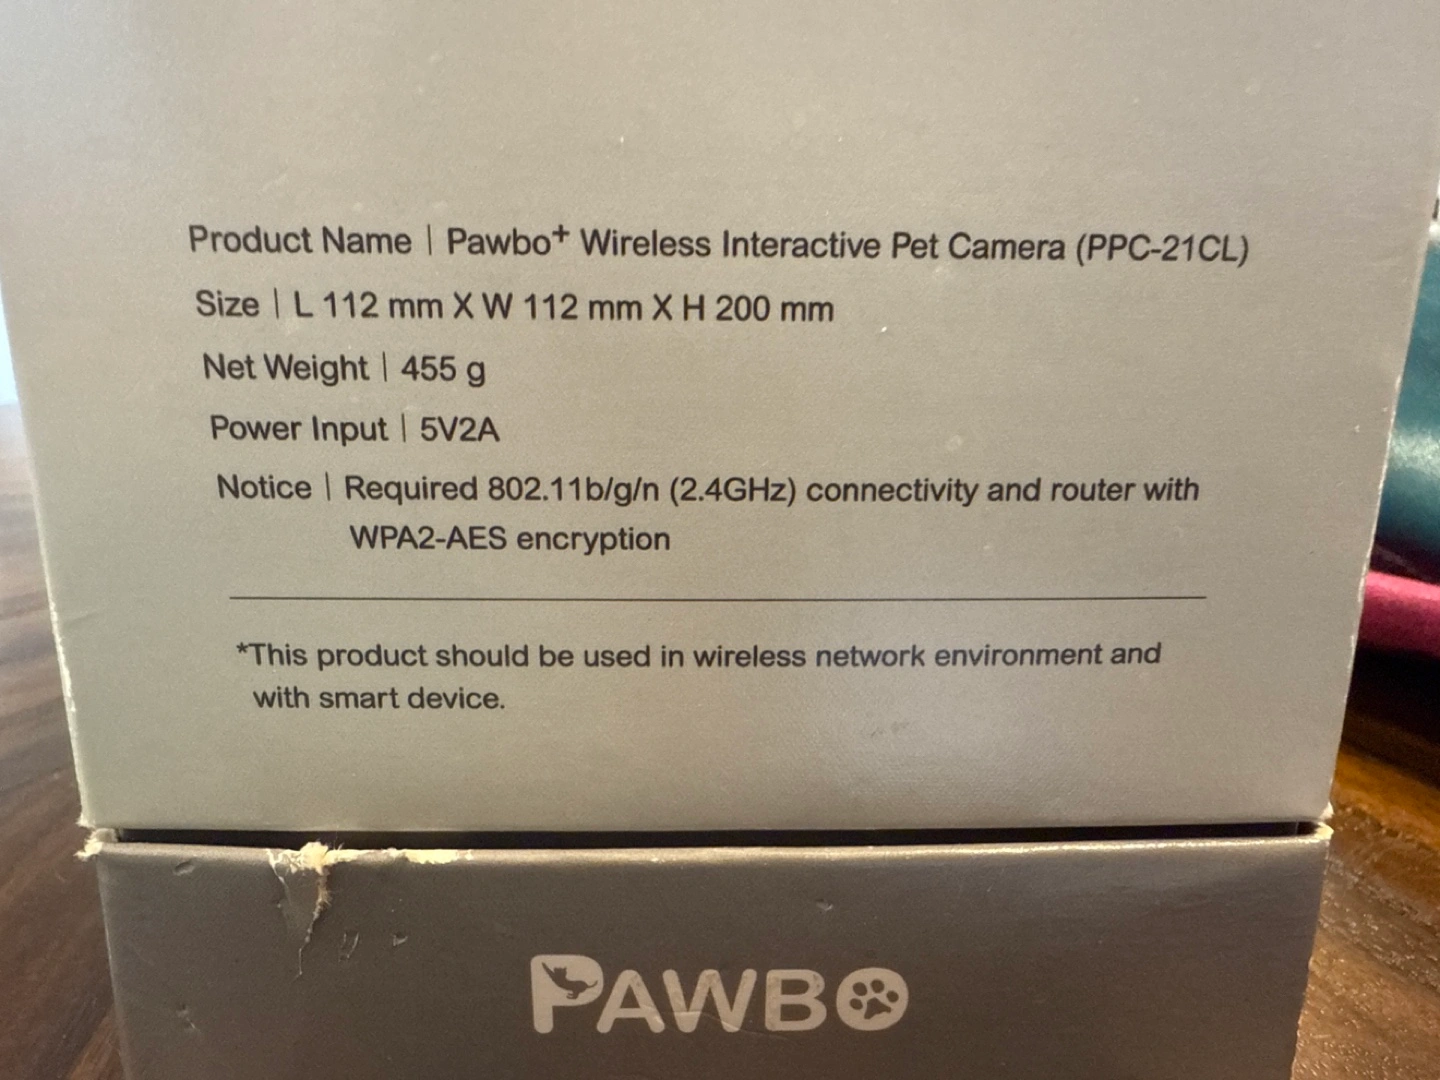 Product Name | Pawbo⁺ Wireless Interactive Pet Camera (PPC-21CL)
Size | L 112 mm X W 112 mm X H 200 mm
Net Weight | 455 g
Power Input | 5V2A
Notice | Required 802.11b/g/n (2.4GHz) connectivity and router with
WPA2-AES encryption
*This product should be used in wireless network environment and
with smart device.
PAWBO